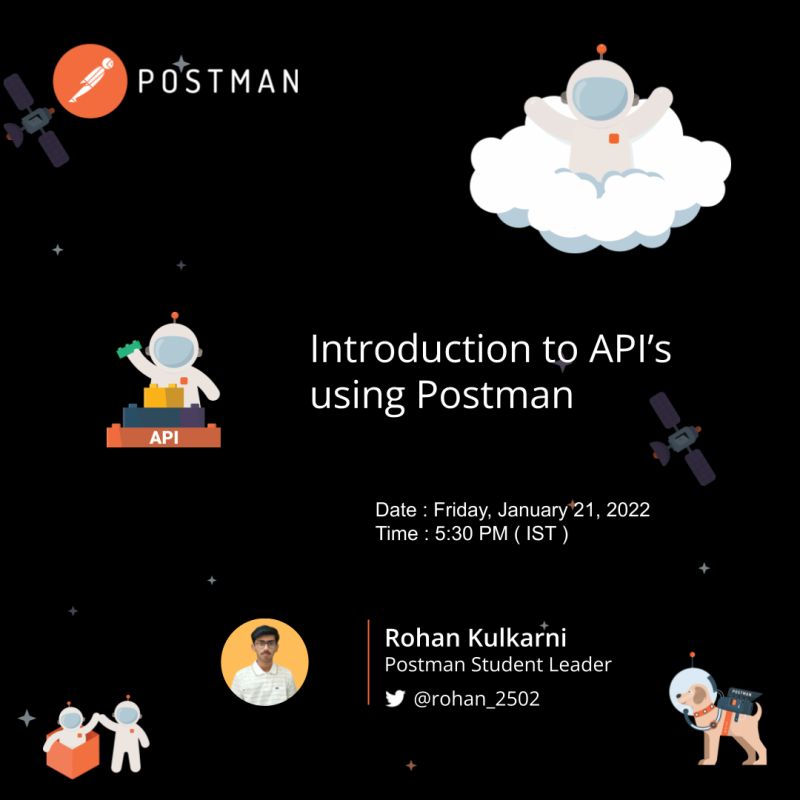 POSTMAN
Introduction to API's
using Postman
API
Date : Friday, January 21, 2022
Time : 5:30 PM ( IST )
Rohan Kulkarni
Postman Student Leader
@rohan_2502
POSTMAN